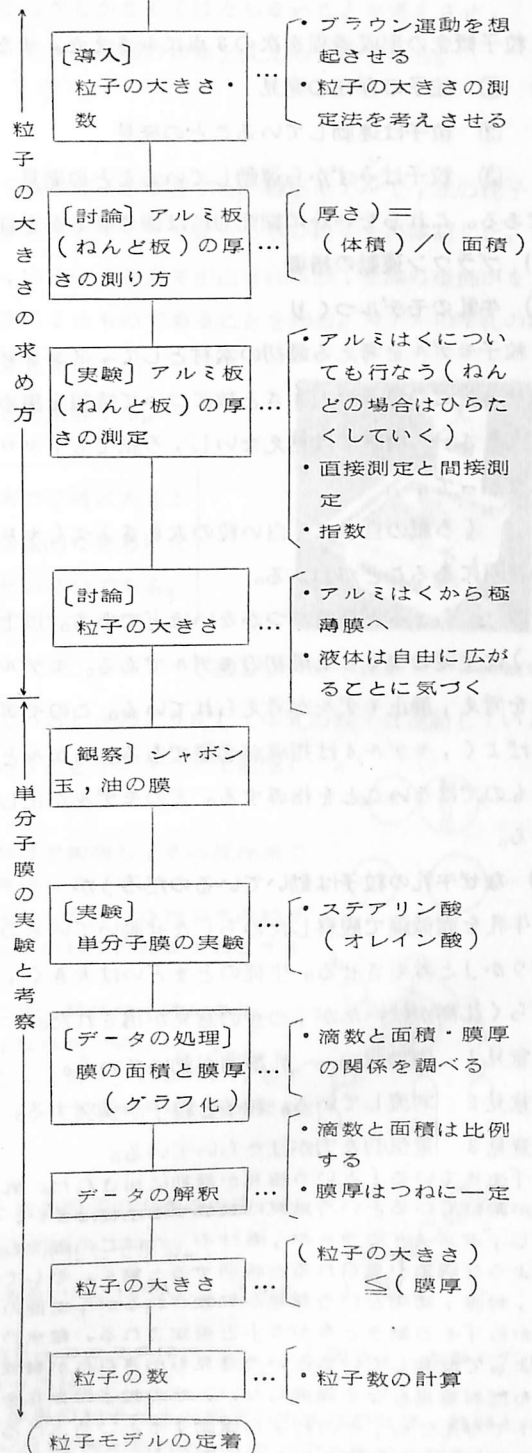 粒子の大きさの求め方
〔導入〕
粒子の大きさ・
数
…
・ブラウン運動を想
起させる
・粒子の大きさの測
定法を考えさせる
〔討論〕アルミ板
(ねんど板)の厚
さの測り方
…
(厚さ)=
(体積)/(面積)
〔実験〕アルミ板
(ねんど板)の厚
さの測定
…
・アルミはくについ
ても行なう(ねん
どの場合はひらた
くしていく)
・直接測定と間接測
定
・指数
〔討論〕
粒子の大きさ
…
・アルミはくから極
薄膜へ
・液体は自由に広が
ることに気づく
単分子膜の実験と考察
〔観察〕シャボン
玉,油の膜
〔実験〕
単分子膜の実験
…
・ステアリン酸
(オレイン酸)
〔データの処理〕
膜の面積と膜厚
(グラフ化)
…
・滴数と面積・膜厚
の関係を調べる
データの解釈
…
・滴数と面積は比例
する
・膜厚はつねに一定
粒子の大きさ
…
(粒子の大きさ)
≦(膜厚)
粒子の数
…
・粒子数の計算
粒子モデルの定着